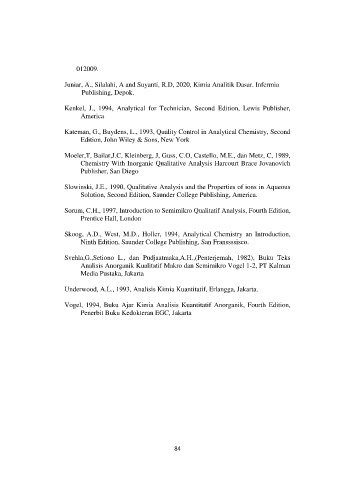 012009.
Juniar, A., Silalahi, A and Suyanti, R.D, 2020, Kimia Analitik Dasar. Infermia
Publishing, Depok.
Kenkel, J., 1994, Analytical for Technician, Second Edition, Lewis Publisher,
America
Kateman, G., Buydens, L., 1993, Quality Control in Analytical Chemistry, Second
Edition, John Wiley & Sons, New York
Moeler,T, Bailar,J.C, Kleinberg, J, Guss, C.O, Castello, M.E., dan Metz, C, 1989,
Chemistry With Inorganic Qualitative Analysis Harcourt Brace Jovanovich
Publisher, San Diego
Slowinski, J.E., 1990, Qualitative Analysis and the Properties of ions in Aqueous
Solution, Second Edition, Saunder College Publishing, America.
Sorum, C.H., 1997, Introduction to Semimikro Qualitatif Analysis, Fourth Edition,
Prentice Hall, London
Skoog, A.D., West, M.D., Holler, 1994, Analytical Chemistry an Introduction,
Ninth Edition, Saunder College Publishing, San Fransssisco.
Svehla,G.,Setiono L., dan Pudjaatmaka,A.H.,(Penterjemah, 1982), Buku Teks
Analisis Anorganik Kualitatif Makro dan Semimikro Vogel 1-2, PT Kalman
Media Pustaka, Jakarta
Underwood, A.L., 1993, Analisis Kimia Kuantitatif, Erlangga, Jakarta.
Vogel, 1994, Buku Ajar Kimia Analisis Kuantitatif Anorganik, Fourth Edition,
Penerbit Buku Kedokteran EGC, Jakarta
84